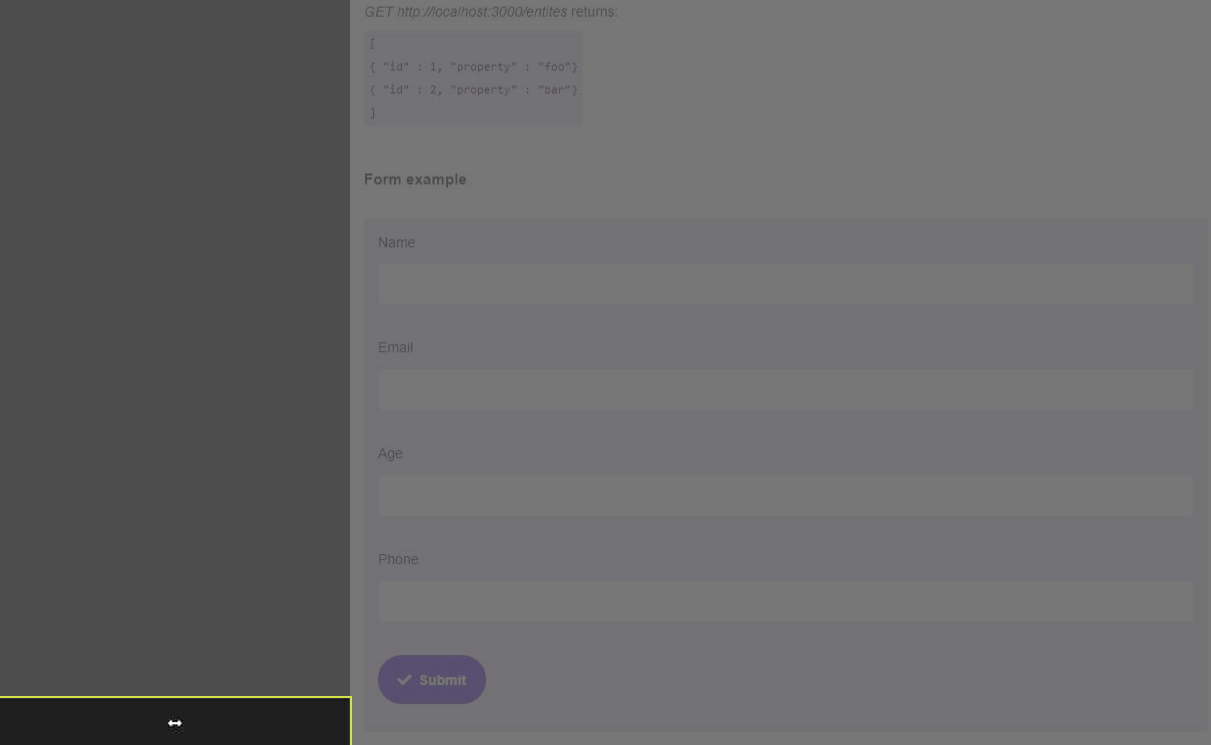 GET http://localhost:3000/entites returns:
[
{ "id" : 1, "property" : "foo"}
{ "id" : 2, "property" : "bar"}
]
Form example
Name
Email
Age
Phone
Submit